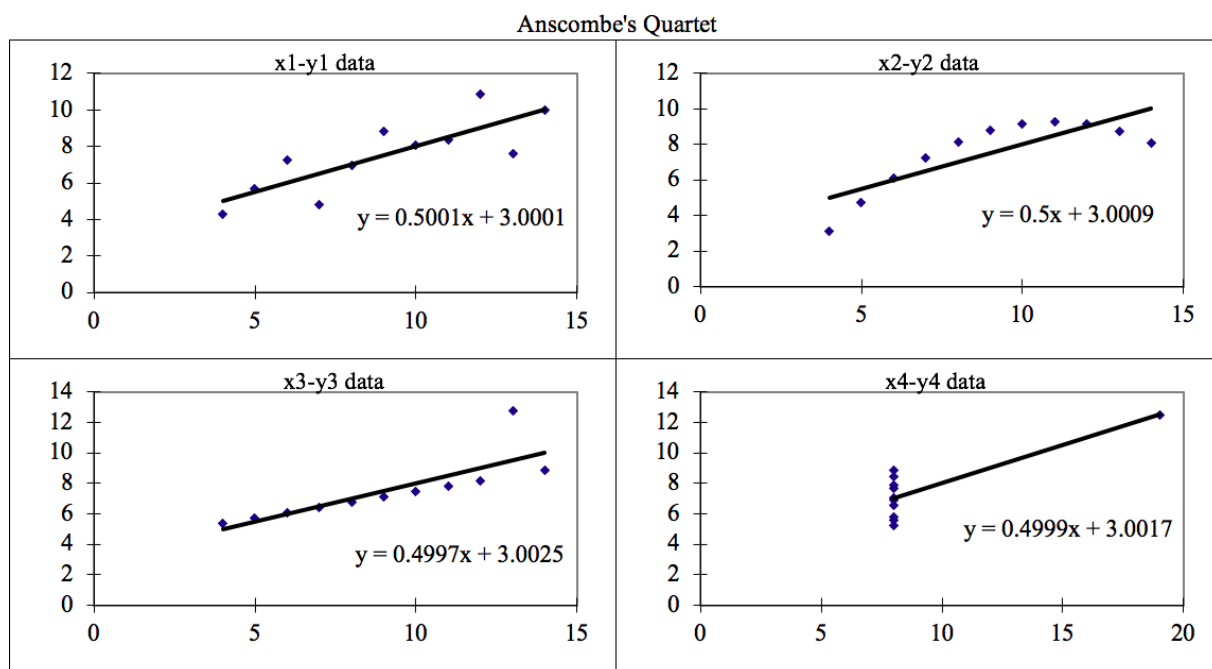 Anscombe's Quartet
x1-y1 data
12
10
8
6
4
2
0
0 5 10 15
y = 0.5001x + 3.0001
x2-y2 data
12
10
8
6
4
2
0
0 5 10 15
y = 0.5x + 3.0009
x3-y3 data
14
12
10
8
6
4
2
0
0 5 10 15
y = 0.4997x + 3.0025
x4-y4 data
14
12
10
8
6
4
2
0
0 5 10 15 20
y = 0.4999x + 3.0017